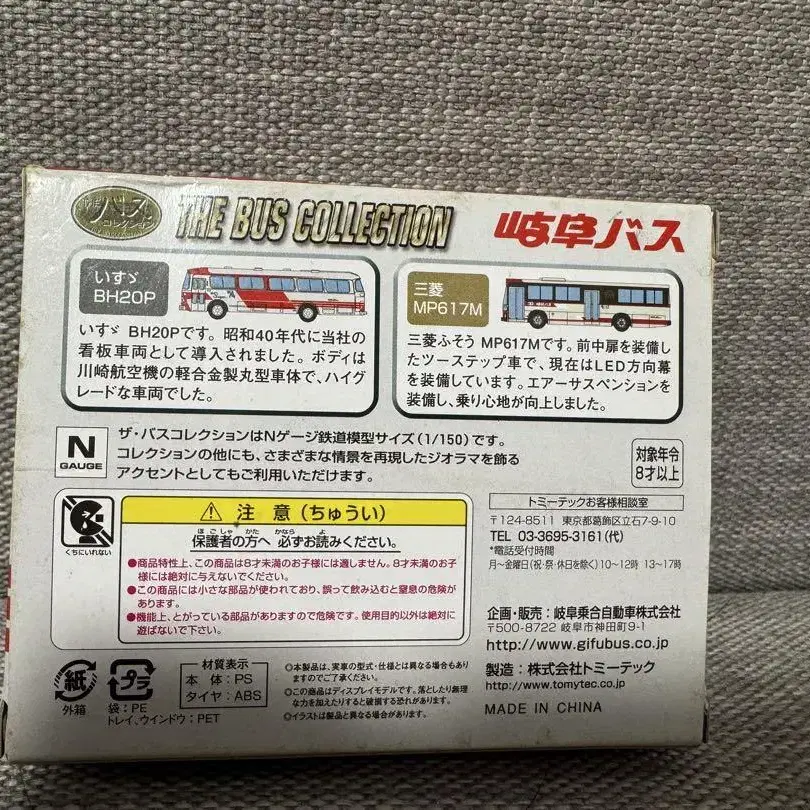 ザ・バス
コレクション
THE BUS COLLECTION
岐阜バス
いすゞ
BH20P
いすゞ BH20Pです。昭和40年代に当社の
看板車両として導入されました。ボディは
川崎航空機の軽合金製丸型車体で、ハイグ
レードな車両でした。
三菱
MP617M
三菱ふそう MP617Mです。前中扉を装備し
たツーステップ車で、現在はLED方向幕
を装備しています。エアーサスペンションを
装備し、乗り心地が向上しました。
N
GAUGE
ザ・バスコレクションはNゲージ鉄道模型サイズ(1/150)です。
コレクションの他にも、さまざまな情景を再現したジオラマを飾る
アクセントとしてもご利用いただけます。
対象年令
8才以上
くちにいれない
注意(ちゅうい)
ほごしゃ かた かなら よ
保護者の方へ 必ずお読みください。
●商品特性上、この商品は8才未満のお子様には適しません。8才未満のお子
様には絶対に与えないでください。
●この商品には小さな部品が使われており、誤って飲み込むと窒息の危険が
あります。
●機能上、とがっている部品がありますので危険です。使用目的以外は絶対に
遊ばないで下さい。
トミーテックお客様相談室
〒124-8511 東京都葛飾区立石7-9-10
TEL 03-3695-3161(代)
*電話受付時間
月〜金曜日(祝・祭・休日を除く)10〜12時 13〜17時
企画・販売:岐阜乗合自動車株式会社
〒500-8722 岐阜市神田町9-1
http://www.gifubus.co.jp
製造:株式会社トミーテック
http://www.tomytec.co.jp
MADE IN CHINA
紙
外箱
プラ
袋:PE
トレイ、ウインドウ:PET
材質表示
本体:PS
タイヤ:ABS
◎本製品は、実車の型式・仕様とは異なる場合もあり
ますのでご了承ください。
◎この商品はディスプレイモデルです。落としたり無理
な力を加えたりすると破損する恐れがあります。
◎イラストは製品と異なる場合があります。